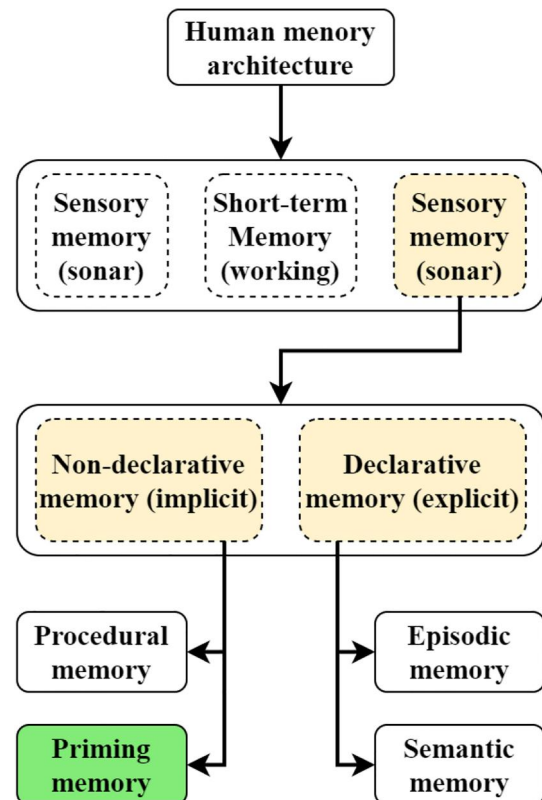 Human menory
architecture
Sensory
memory
(sonar)
Short-term
Memory
(working)
Sensory
memory
(sonar)
Non-declarative
memory (implicit)
Declarative
memory (explicit)
Procedural
memory
Episodic
memory
Priming
memory
Semantic
memory